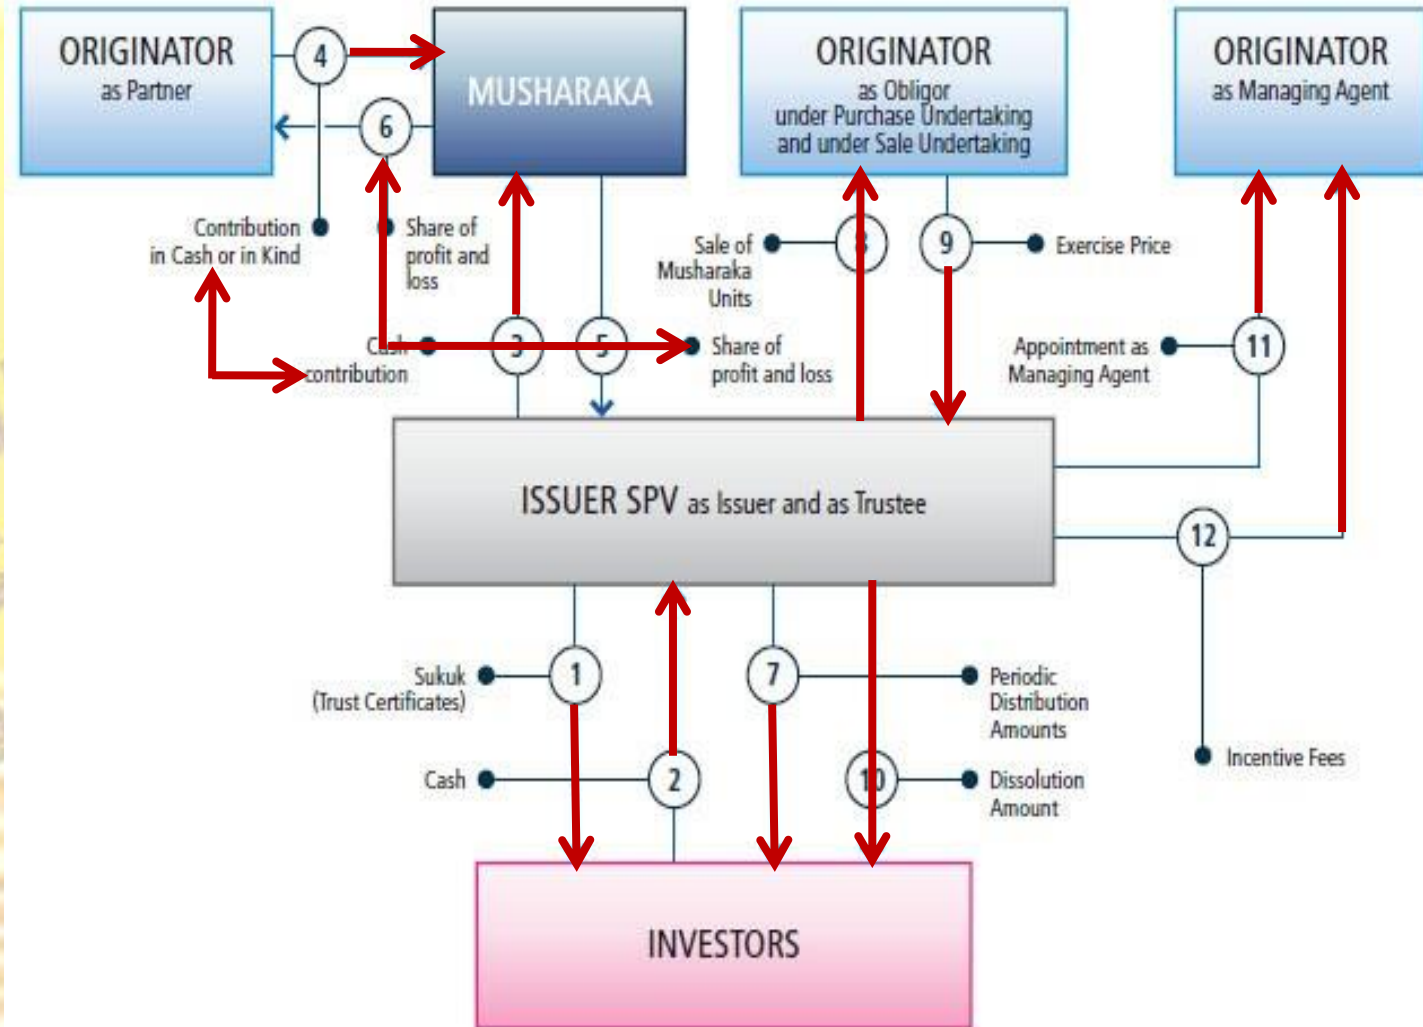 ORIGINATOR
as Partner
4
6
MUSHARAKA
ORIGINATOR
as Obligor
under Purchase Undertaking
and under Sale Undertaking
ORIGINATOR
as Managing Agent
Contribution
in Cash or in Kind
Share of
profit and
loss
Sale of
Musharaka
Units
8
9
Exercise Price
Cash
contribution
3
5
Share of
profit and loss
Appointment as
Managing Agent
11
ISSUER SPV as Issuer and as Trustee
12
Sukuk
(Trust Certificates)
1
7
Periodic
Distribution
Amounts
Cash
2
10
Dissolution
Amount
Incentive Fees
INVESTORS